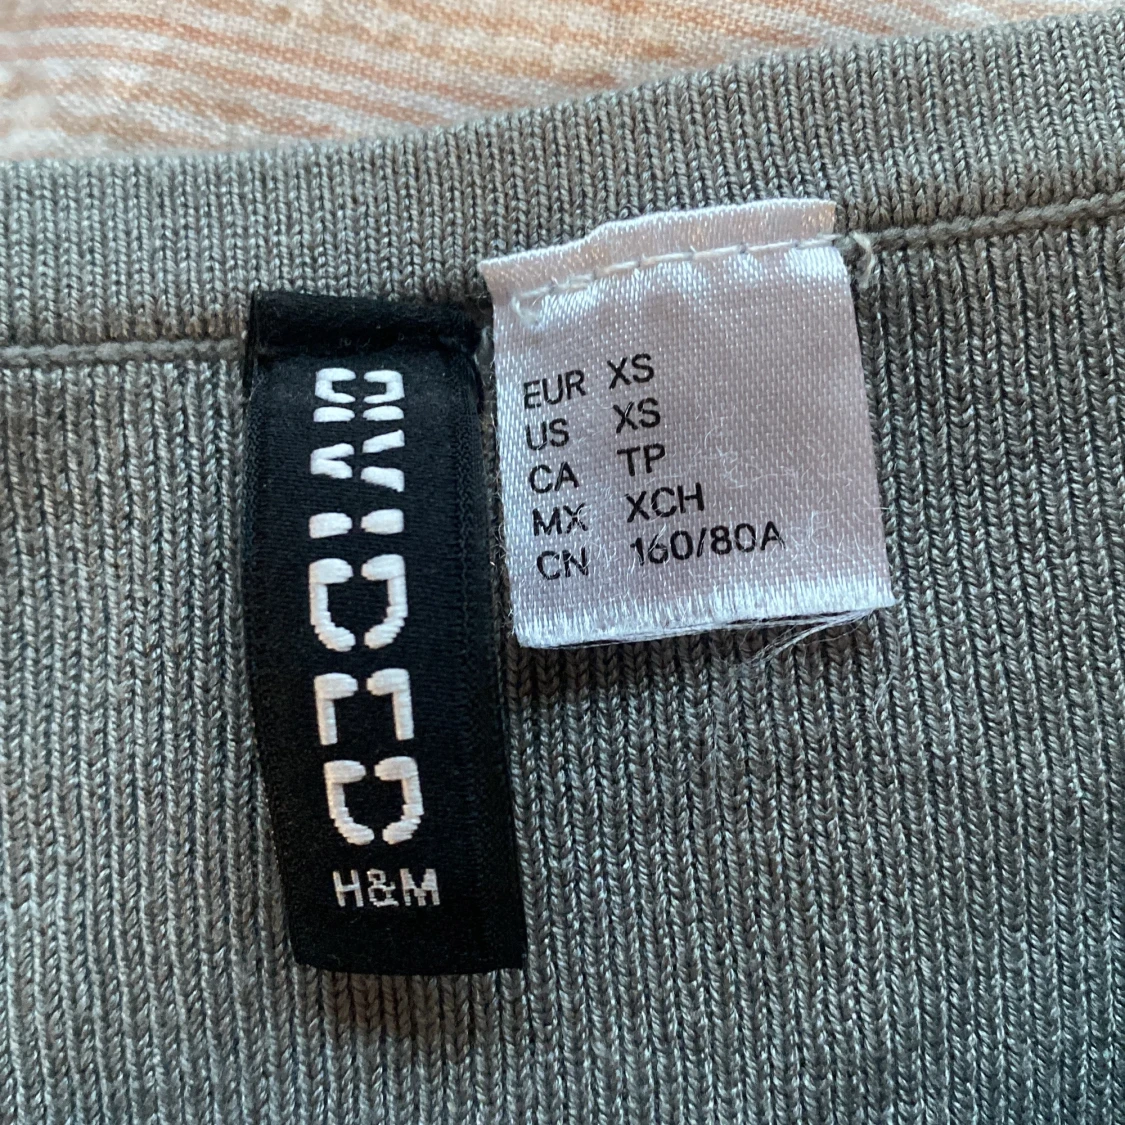 DIVIDED
H&M
EUR XS
US XS
CA TP
MX XCH
CN 160/80A